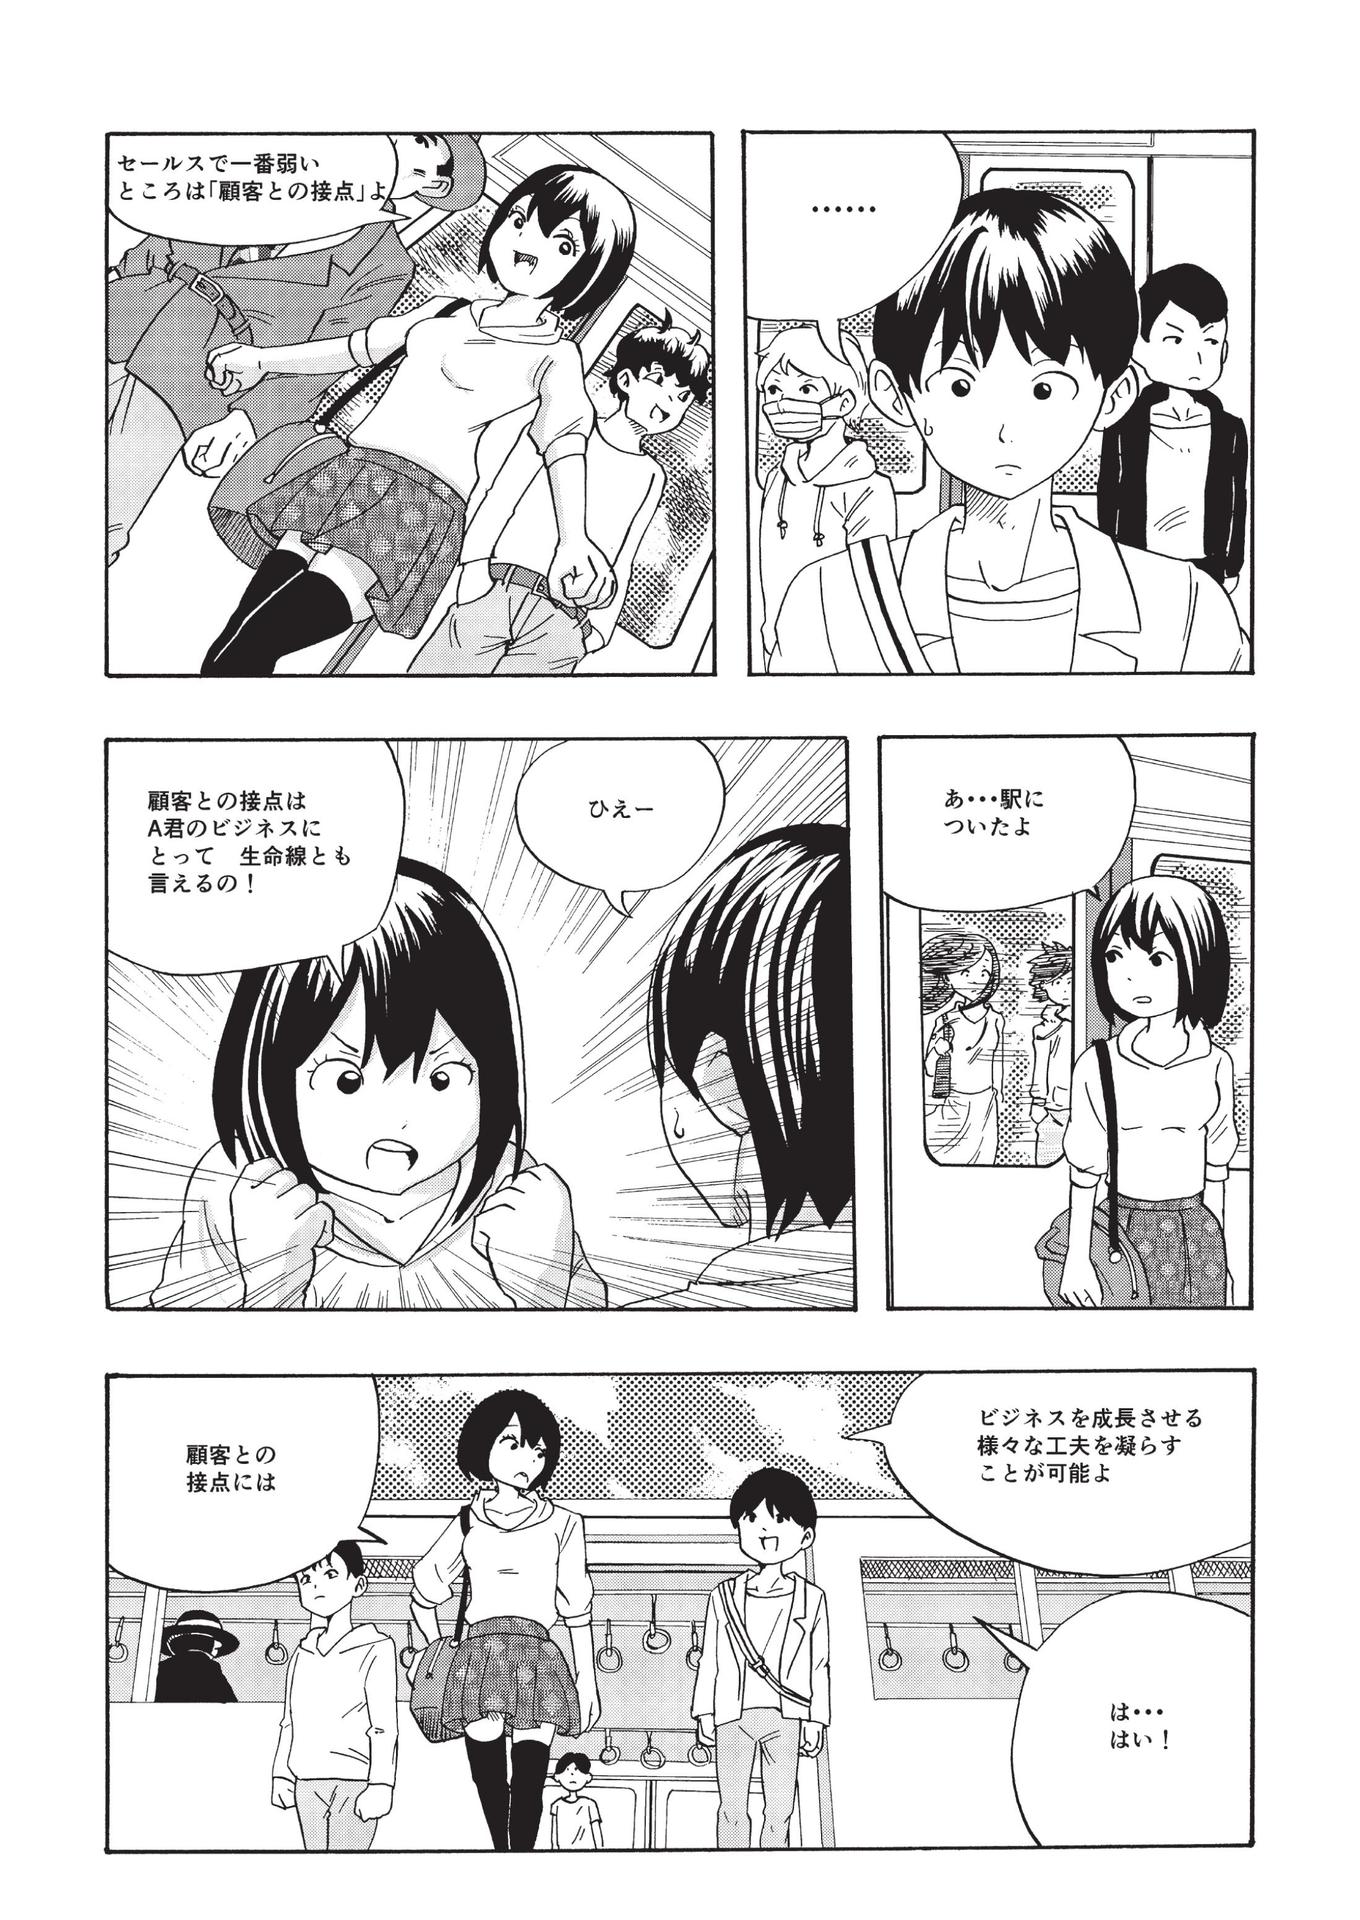 セールスで一番弱い
ところは「顧客との接点」よ
・・・・・・
顧客との接点は
A君のビジネスに
とって　生命線とも
言えるの！
ひえー
あ・・・駅に
ついたよ
顧客との
接点には
ビジネスを成長させる
様々な工夫を凝らす
ことが可能よ
は・・・
はい！